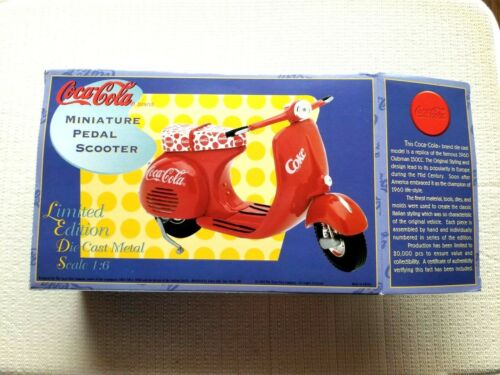 Coca-Cola
BRAND
MINIATURE
PEDAL
SCOOTER
Coca-Cola
Coke
Limited
Edition
Die Cast Metal
Scale 1:6
Coca-Cola
This Coca-Cola brand die cast
model is a replica of the famous 1960
Clubman 150CC. The Original Styling and
design lead to its popularity in Europe
during the Mid Century. Soon after
America embraced it as the champion of
1960 life-style.
The finest material, tools, dies, and
molds were used to create the classic
Italian styling which was so characteristic
of the original vehicle. Each piece is
assembled by hand and individually
numbered in series of the edition.
Production has been limited to
30,000 pcs to ensure value and
collectibility. A certificate of authenticity
verifying this fact has been included.